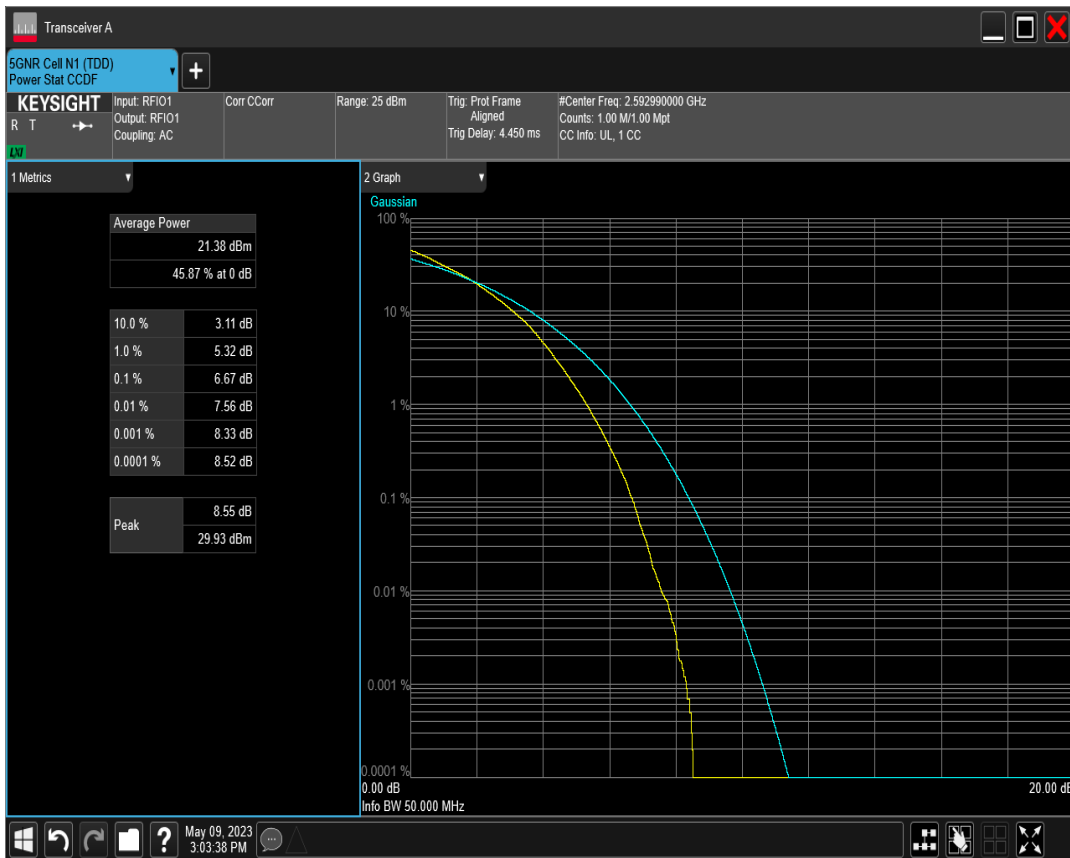 Transceiver A
5GNR Cell N1 (TDD)
Power Stat CCDF
+
KEYSIGHT
R T
LXI
Input: RFIO1
Output: RFIO1
Coupling: AC
Corr CCorr
Range: 25 dBm
Trig: Prot Frame
Aligned
Trig Delay: 4.450 ms
#Center Freq: 2.592990000 GHz
Counts: 1.00 M/1.00 Mpt
CC Info: UL, 1 CC
1 Metrics
Average Power
21.38 dBm
45.87 % at 0 dB
10.0 % 3.11 dB
1.0 % 5.32 dB
0.1 % 6.67 dB
0.01 % 7.56 dB
0.001 % 8.33 dB
0.0001 % 8.52 dB
Peak
8.55 dB
29.93 dBm
2 Graph
Gaussian
100 %
10 %
1 %
0.1 %
0.01 %
0.001 %
0.0001 %
0.00 dB 20.00 dB
Info BW 50.000 MHz
?
May 09, 2023
3:03:38 PM